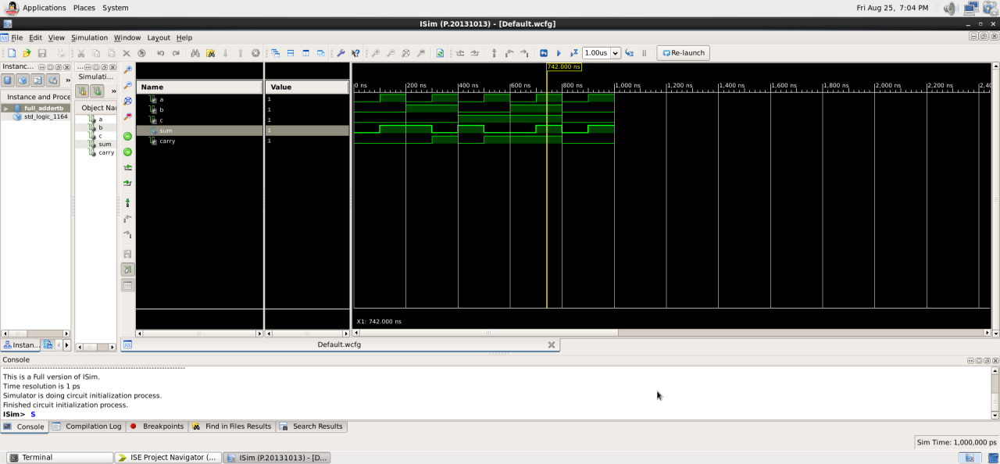 Applications Places System
Fri Aug 25, 7:04 PM
ISim (P.20131013) - [Default.wcfg]
File Edit View Simulation Window Layout Help
1.00us
Re-launch
Instanc...
Simulati...
Instance and Proce
full_addertb
std_logic_1164
Object Nar
a
b
c
sum
carry
Name
Value
a 1
b 1
c 1
sum 1
carry 1
742.000 ns
0 ns 200 ns 400 ns 600 ns 800 ns 1,000 ns 1,200 ns 1,400 ns 1,600 ns 1,800 ns 2,000 ns 2,200 ns 2,40
X1: 742.000 ns
Instan...
Default.wcfg
Console
This is a Full version of ISim.
Time resolution is 1 ps
Simulator is doing circuit initialization process.
Finished circuit initialization process.
ISim> S
Console Compilation Log Breakpoints Find in Files Results Search Results
Sim Time: 1,000,000 ps
Terminal ISE Project Navigator (... ISim (P.20131013) - [D...